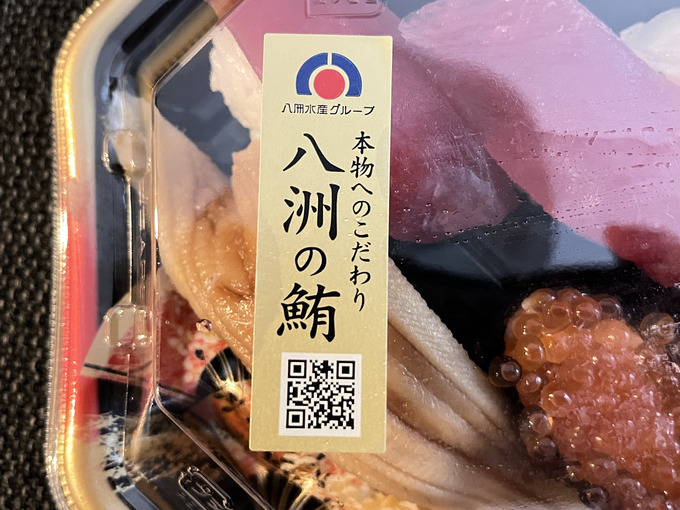 八洲水産グループ
本物へのこだわり
八洲の鮪